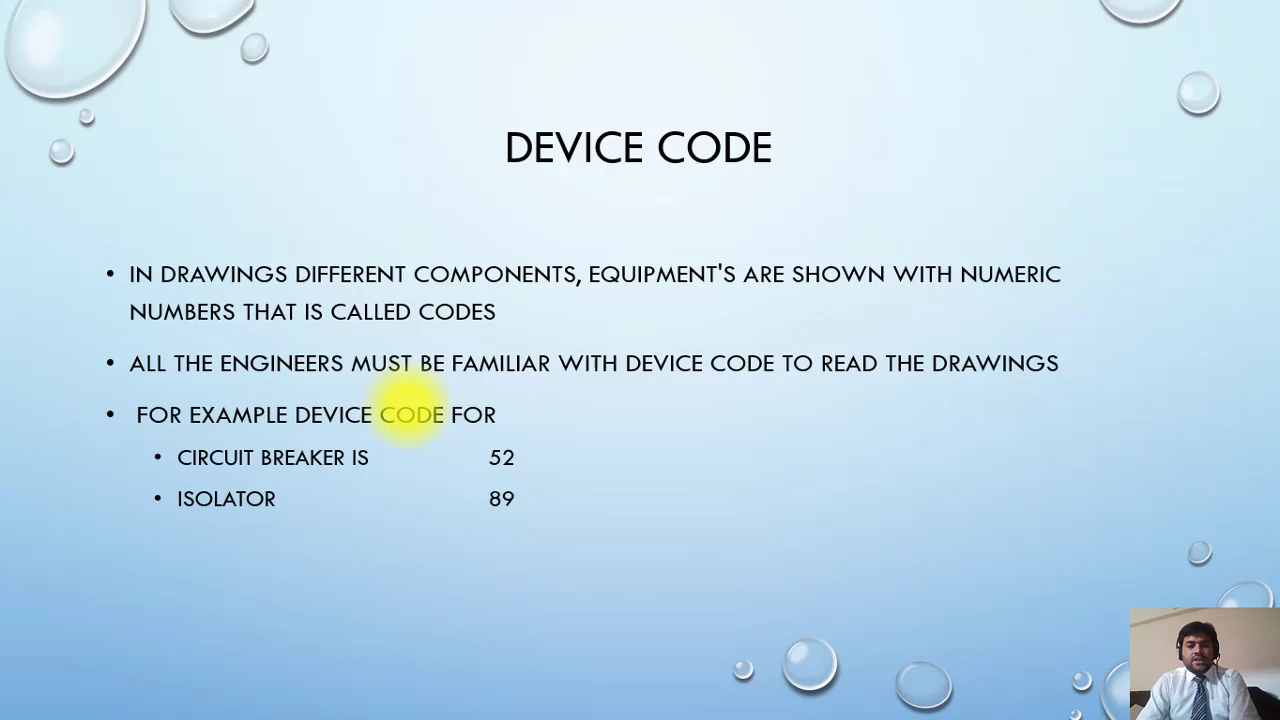 DEVICE CODE
• IN DRAWINGS DIFFERENT COMPONENTS, EQUIPMENT'S ARE SHOWN WITH NUMERIC
NUMBERS THAT IS CALLED CODES
• ALL THE ENGINEERS MUST BE FAMILIAR WITH DEVICE CODE TO READ THE DRAWINGS
• FOR EXAMPLE DEVICE CODE FOR
• CIRCUIT BREAKER IS 52
• ISOLATOR 89